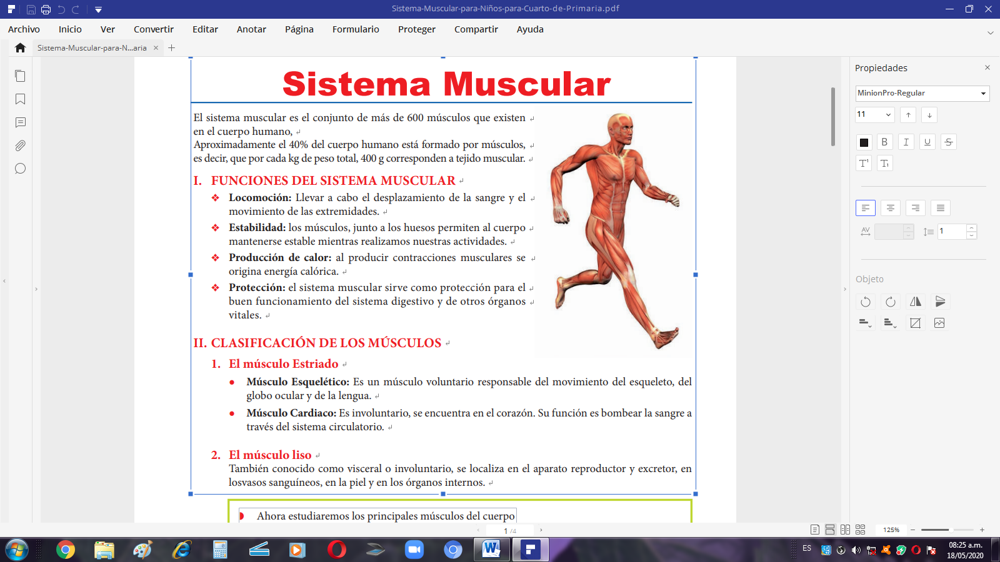 Sistema-Muscular-para-Niños-para-Cuarto-de-Primaria.pdf
Archivo Inicio Ver Convertir Editar Anotar Página Formulario Proteger Compartir Ayuda
Sistema-Muscular-para-N...aria
Sistema Muscular
El sistema muscular es el conjunto de más de 600 músculos que existen
en el cuerpo humano,
Aproximadamente el 40% del cuerpo humano está formado por músculos,
es decir, que por cada kg de peso total, 400 g corresponden a tejido muscular.
I. FUNCIONES DEL SISTEMA MUSCULAR
❖ Locomoción: Llevar a cabo el desplazamiento de la sangre y el
movimiento de las extremidades.
❖ Estabilidad: los músculos, junto a los huesos permiten al cuerpo
mantenerse estable mientras realizamos nuestras actividades.
❖ Producción de calor: al producir contracciones musculares se
origina energía calórica.
❖ Protección: el sistema muscular sirve como protección para el
buen funcionamiento del sistema digestivo y de otros órganos
vitales.
II. CLASIFICACIÓN DE LOS MÚSCULOS
1. El músculo Estriado
• Músculo Esquelético: Es un músculo voluntario responsable del movimiento del esqueleto, del
globo ocular y de la lengua.
• Músculo Cardiaco: Es involuntario, se encuentra en el corazón. Su función es bombear la sangre a
través del sistema circulatorio.
2. El músculo liso
También conocido como visceral o involuntario, se localiza en el aparato reproductor y excretor, en
losvasos sanguíneos, en la piel y en los órganos internos.
Ahora estudiaremos los principales músculos del cuerpo
Propiedades
MinionPro-Regular
11
B I U S
T¹ T₁
AV 1
Objeto
1 /4
125%
ES
08:25 a.m.
18/05/2020